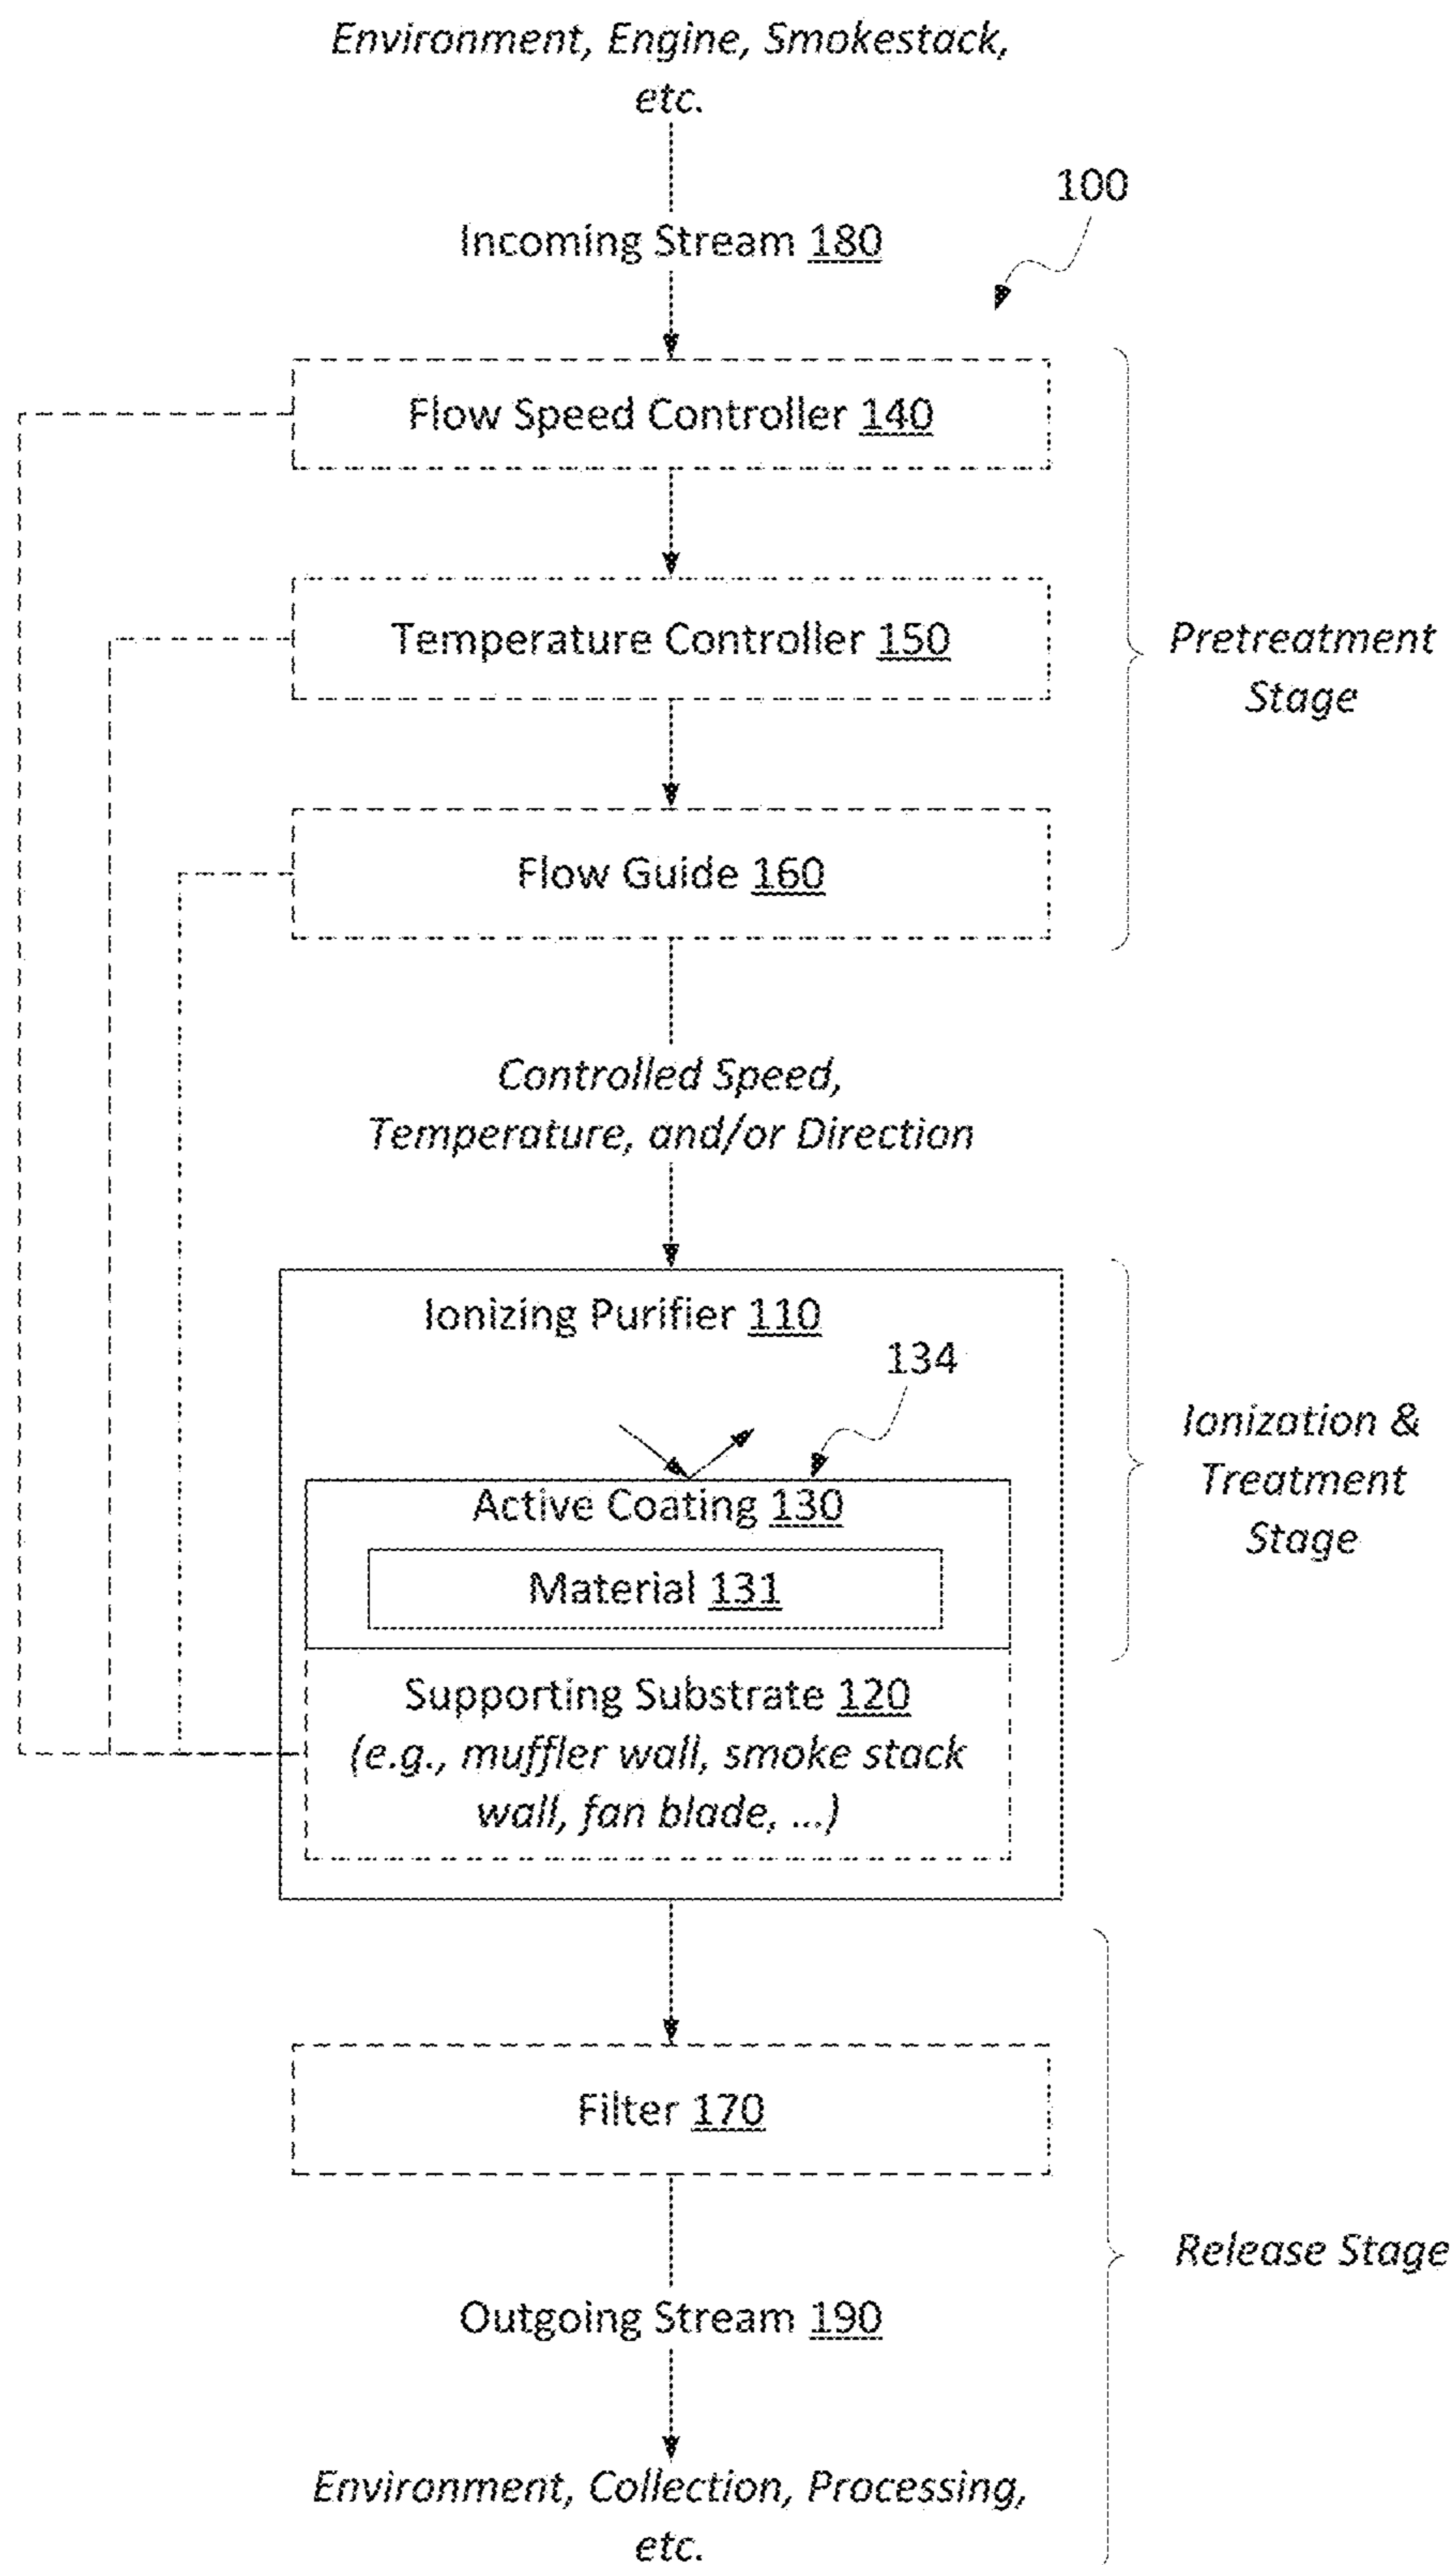 Environment, Engine, Smokestack,
etc.
100
Incoming Stream 180
Flow Speed Controller 140
Temperature Controller 150
Pretreatment
Stage
Flow Guide 160
Controlled Speed,
Temperature, and/or Direction
Ionizing Purifier 110
134
Ionization &
Treatment
Stage
Active Coating 130
Material 131
Supporting Substrate 120
(e.g., muffler wall, smoke stack
wall, fan blade, ...)
Filter 170
Release Stage
Outgoing Stream 190
Environment, Collection, Processing,
etc.